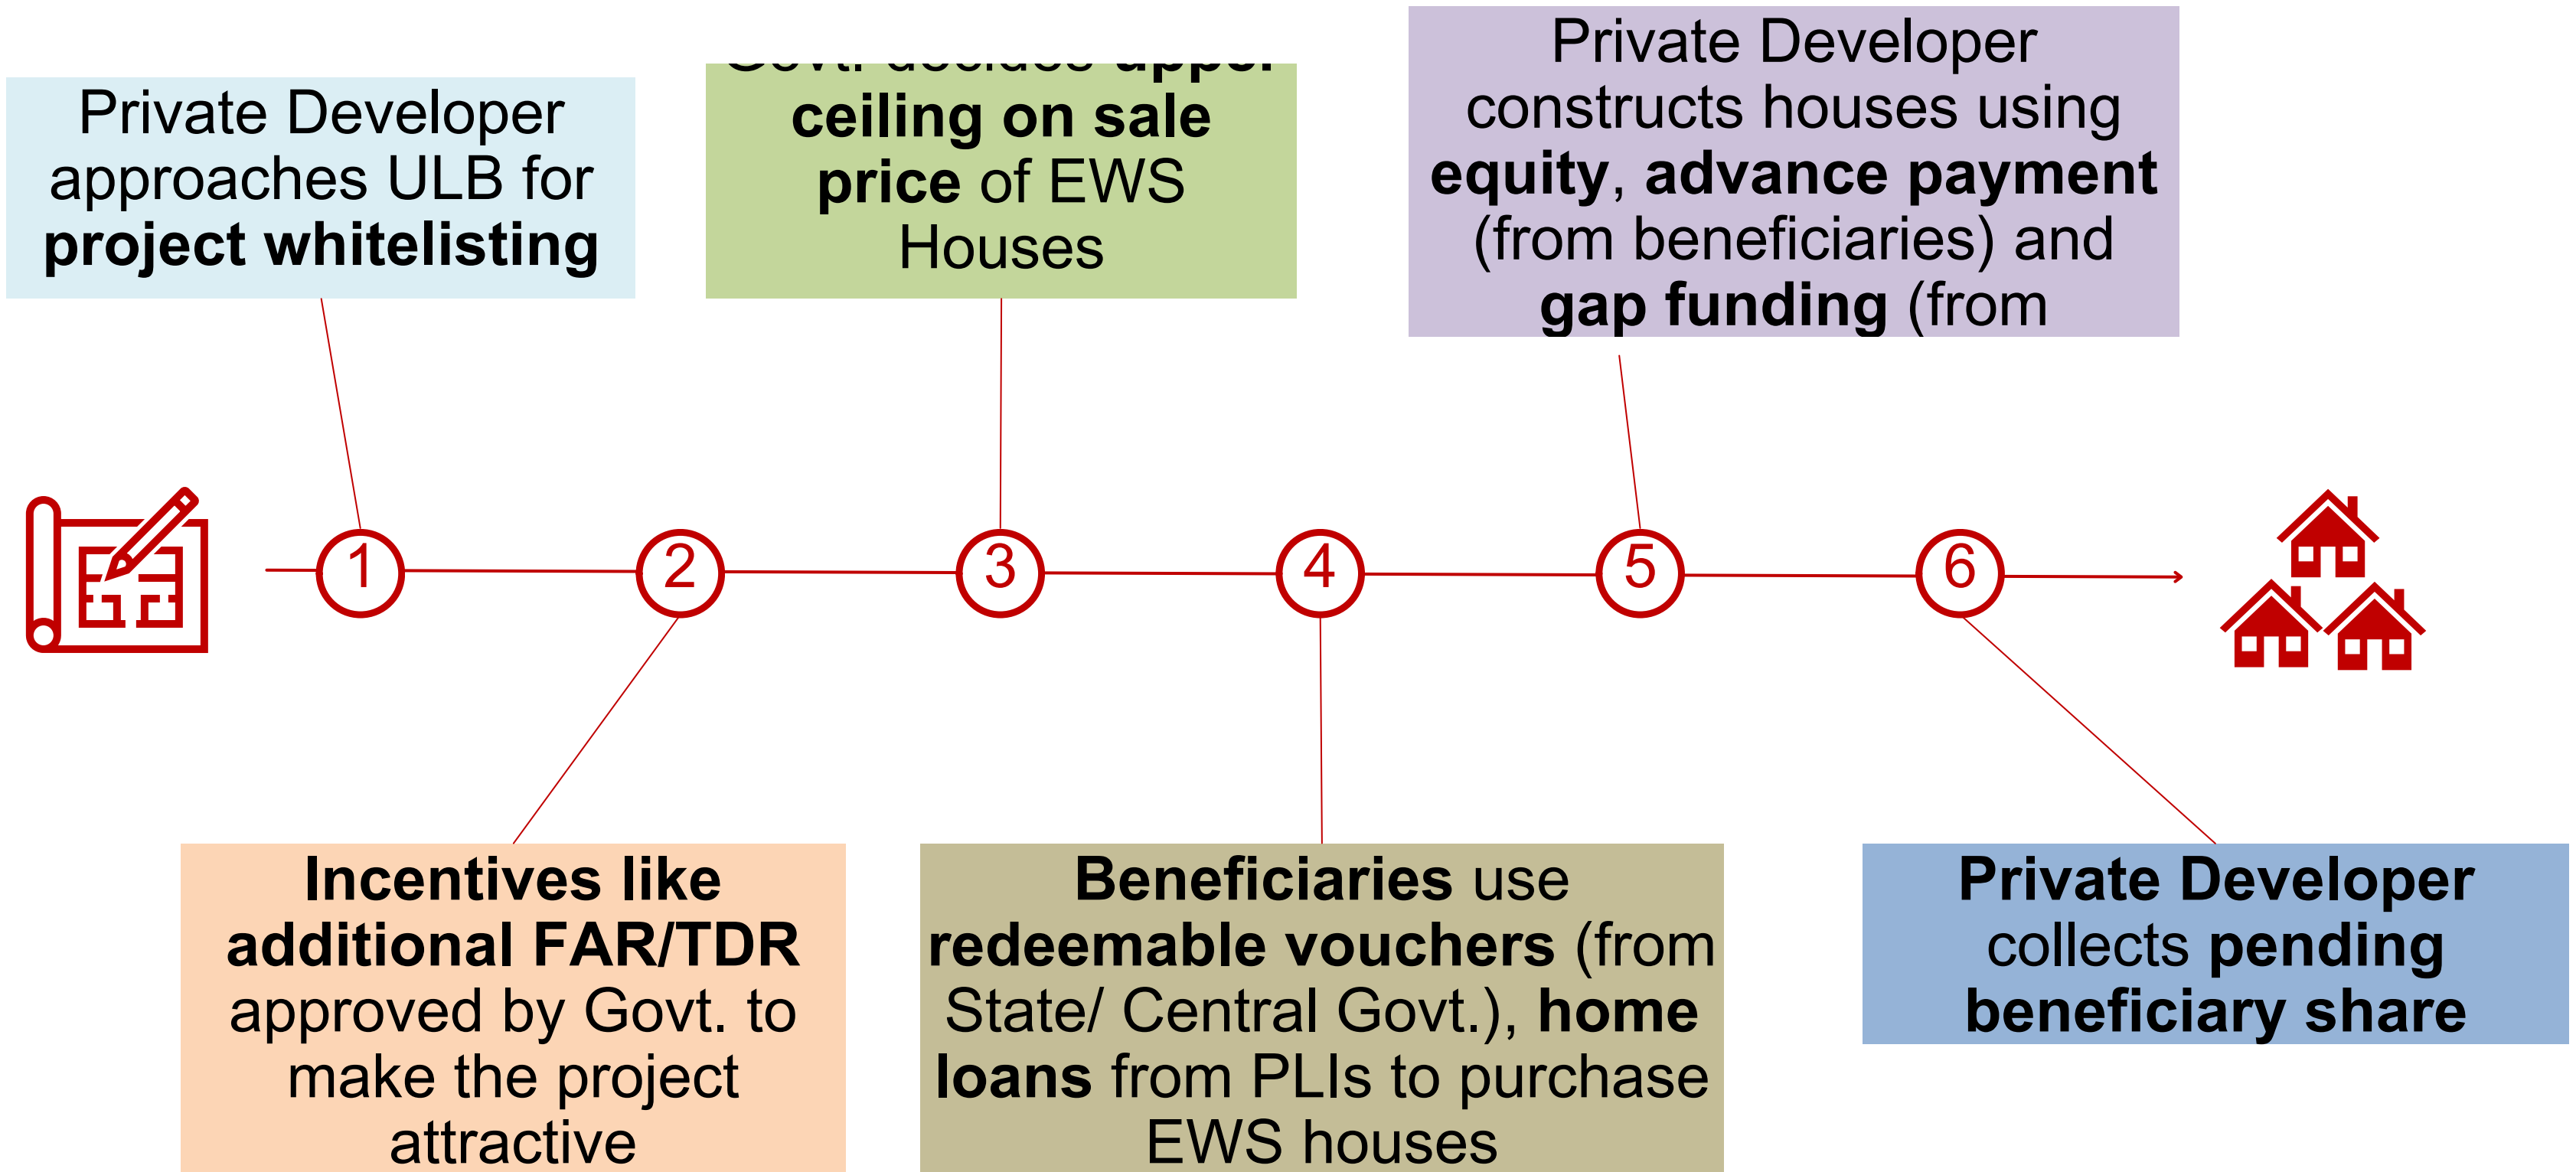 Private Developer
approaches ULB for
project whitelisting
Govt. decides upper
ceiling on sale
price of EWS
Houses
Private Developer
constructs houses using
equity, advance payment
(from beneficiaries) and
gap funding (from
1
2
3
4
5
6
Incentives like
additional FAR/TDR
approved by Govt. to
make the project
attractive
Beneficiaries use
redeemable vouchers (from
State/ Central Govt.), home
loans from PLIs to purchase
EWS houses
Private Developer
collects pending
beneficiary share